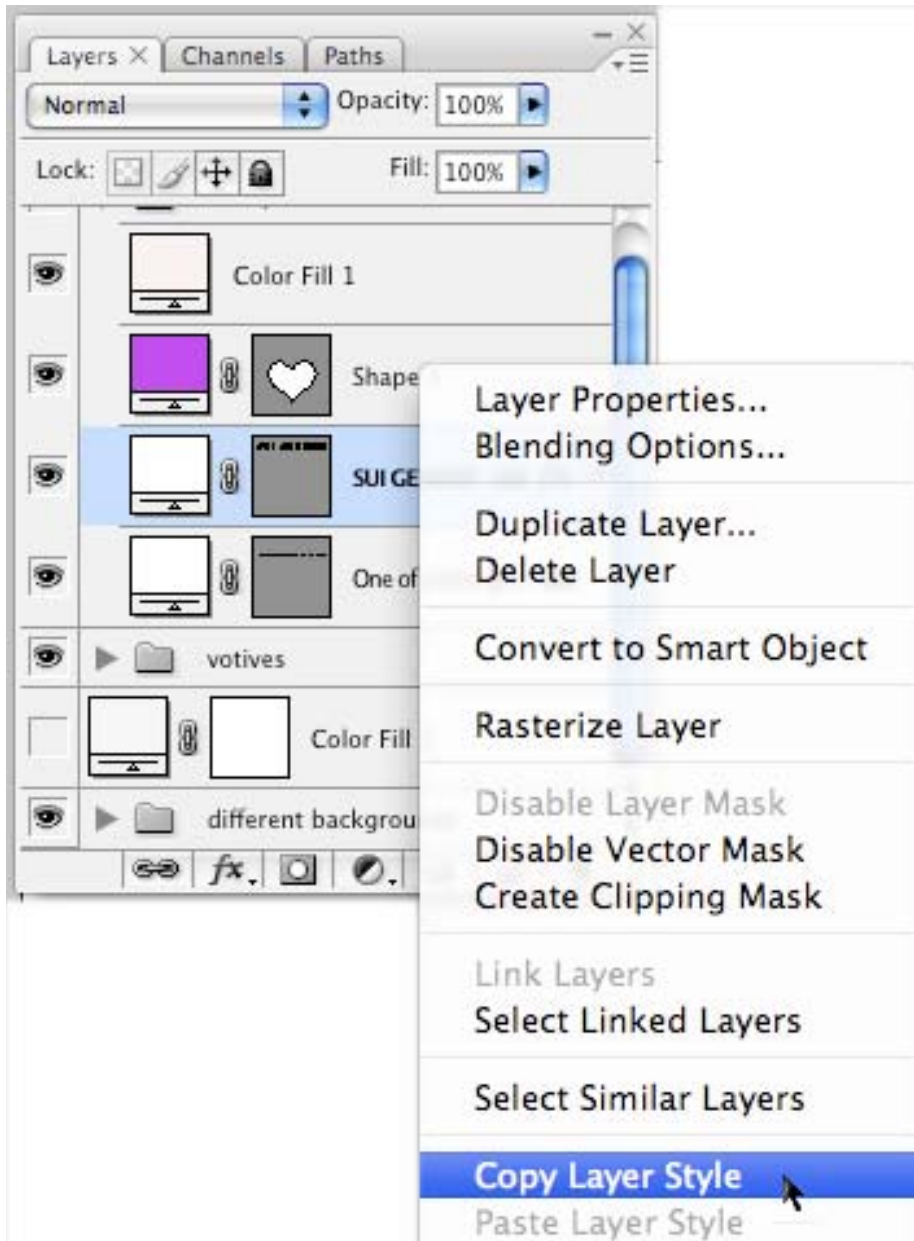 Layers Channels Paths
Normal Opacity: 100%
Lock: Fill: 100%
Color Fill 1
Shape
SUI GE
One of
votives
Color Fill
different backgrou
fx.
Layer Properties...
Blending Options...
Duplicate Layer...
Delete Layer
Convert to Smart Object
Rasterize Layer
Disable Layer Mask
Disable Vector Mask
Create Clipping Mask
Link Layers
Select Linked Layers
Select Similar Layers
Copy Layer Style
Paste Layer Style